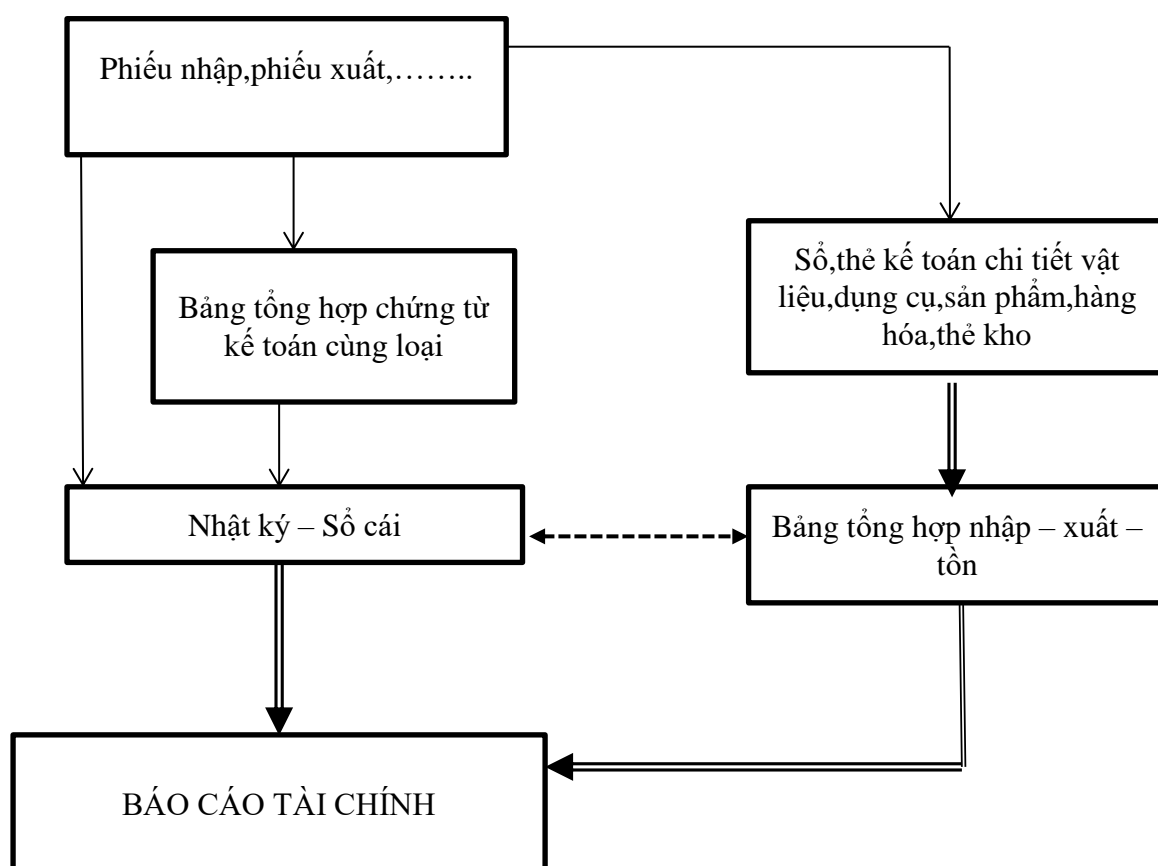 Phiếu nhập,phiếu xuất,……..
Sổ,thẻ kế toán chi tiết vật
liệu,dụng cụ,sản phẩm,hàng
hóa,thẻ kho
Bảng tổng hợp chứng từ
kế toán cùng loại
Nhật ký – Sổ cái
Bảng tổng hợp nhập – xuất –
tồn
BÁO CÁO TÀI CHÍNH